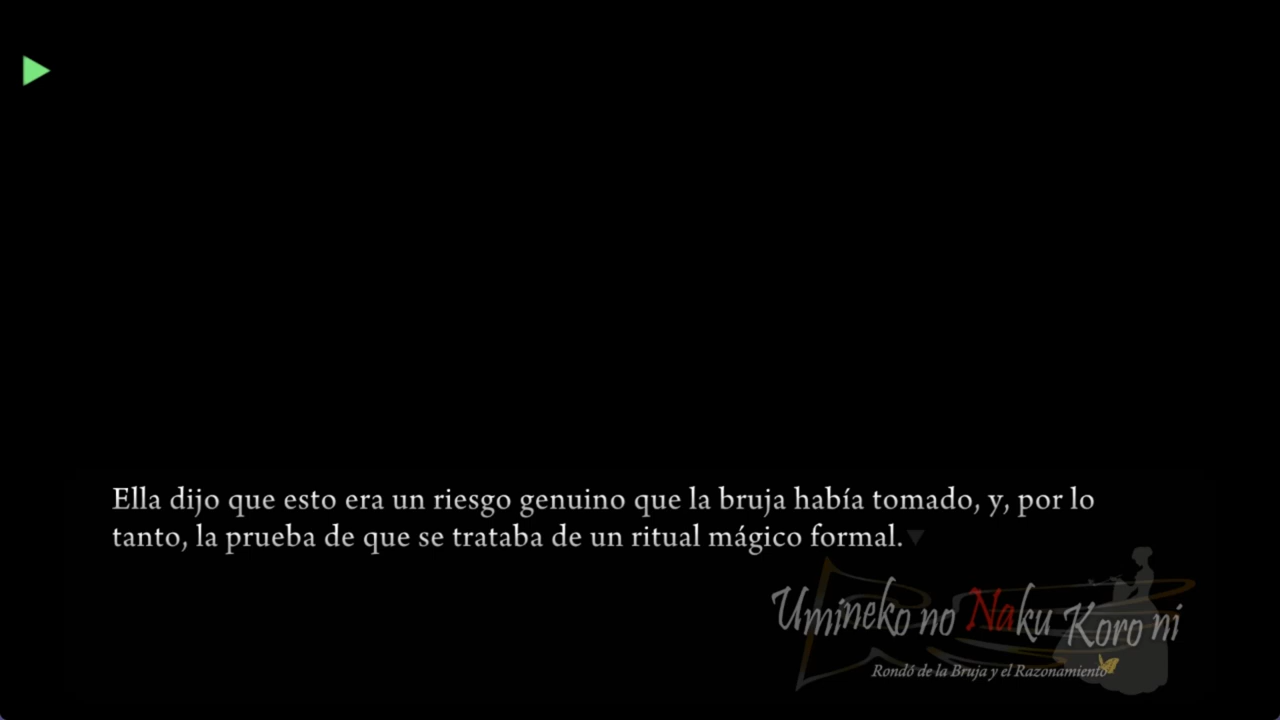 Ella dijo que esto era un riesgo genuino que la bruja había tomado, y, por lo
tanto, la prueba de que se trataba de un ritual mágico formal.
Umineko no Naku Koro ni
Rondó de la Bruja y el Razonamiento